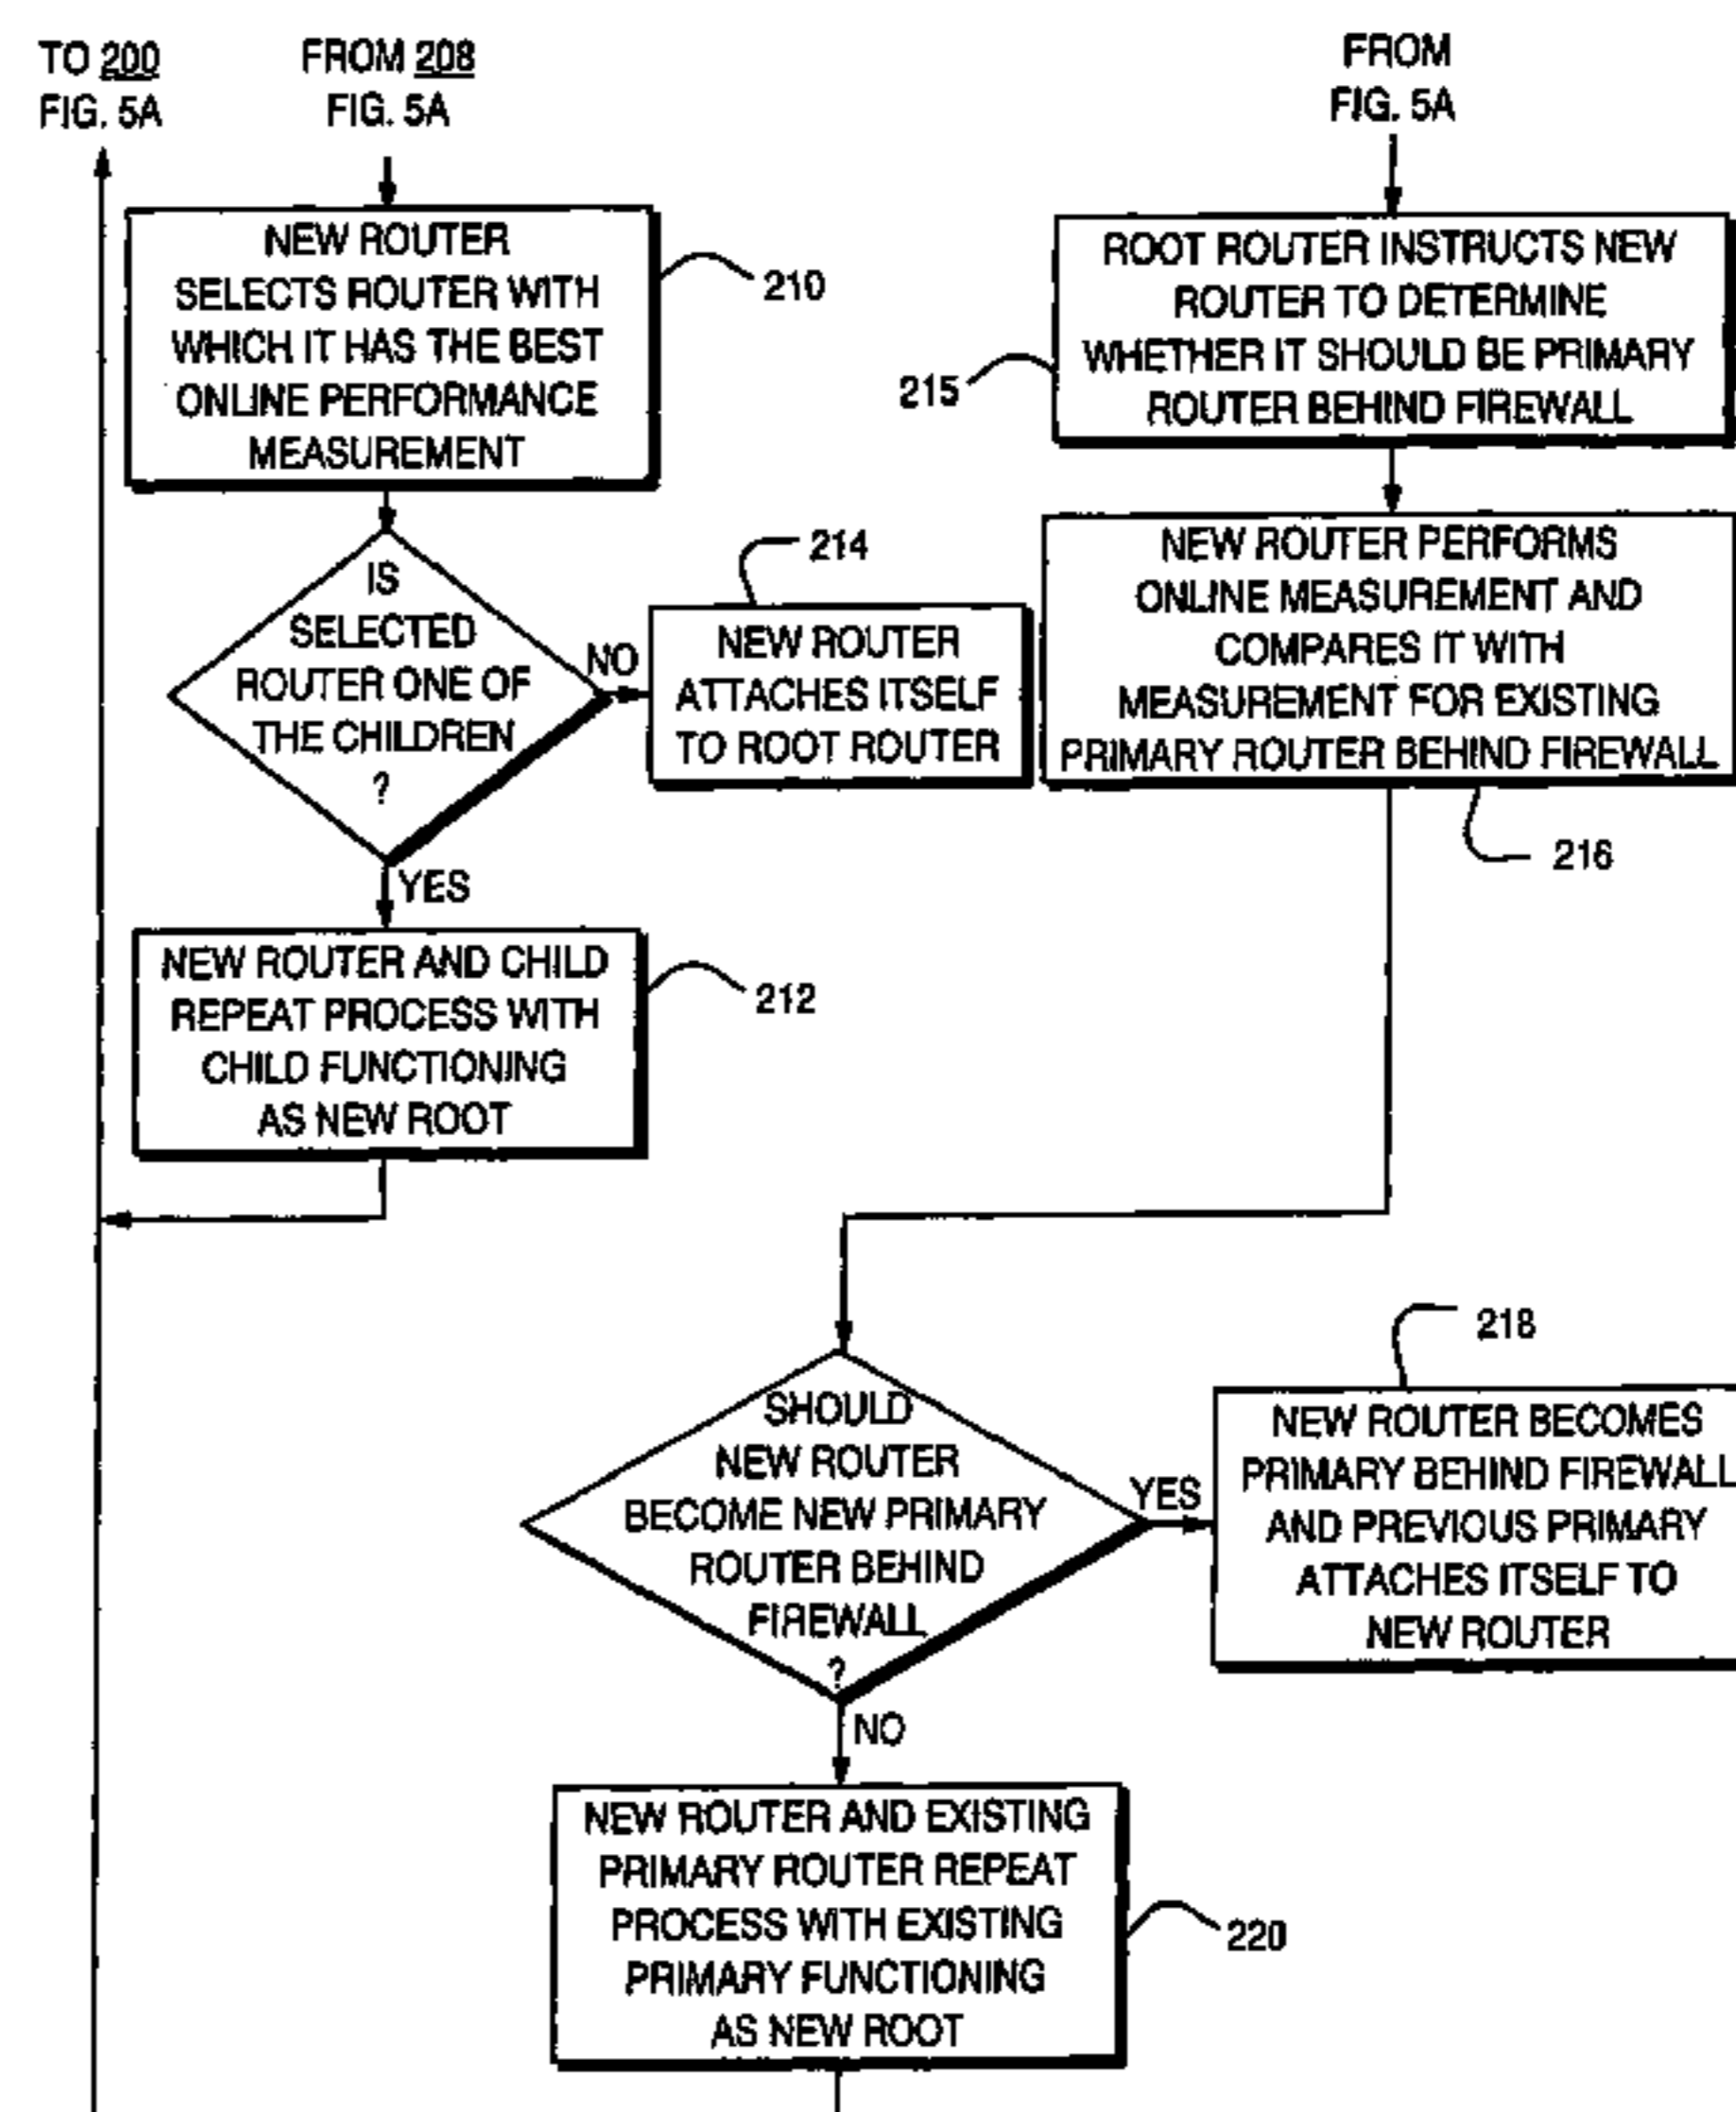 TO 200
FIG. 5A
FROM 208
FIG. 5A
FROM
FIG. 5A
NEW ROUTER
SELECTS ROUTER WITH
WHICH IT HAS THE BEST
ONLINE PERFORMANCE
MEASUREMENT
210
ROOT ROUTER INSTRUCTS NEW
ROUTER TO DETERMINE
WHETHER IT SHOULD BE PRIMARY
ROUTER BEHIND FIREWALL
215
IS
SELECTED
ROUTER ONE OF
THE CHILDREN
?
NO
214
NEW ROUTER
ATTACHES ITSELF
TO ROOT ROUTER
NEW ROUTER PERFORMS
ONLINE MEASUREMENT AND
COMPARES IT WITH
MEASUREMENT FOR EXISTING
PRIMARY ROUTER BEHIND FIREWALL
216
YES
NEW ROUTER AND CHILD
REPEAT PROCESS WITH
CHILD FUNCTIONING
AS NEW ROOT
212
SHOULD
NEW ROUTER
BECOME NEW PRIMARY
ROUTER BEHIND
FIREWALL
?
YES
218
NEW ROUTER BECOMES
PRIMARY BEHIND FIREWALL
AND PREVIOUS PRIMARY
ATTACHES ITSELF TO
NEW ROUTER
NO
NEW ROUTER AND EXISTING
PRIMARY ROUTER REPEAT
PROCESS WITH EXISTING
PRIMARY FUNCTIONING
AS NEW ROOT
220